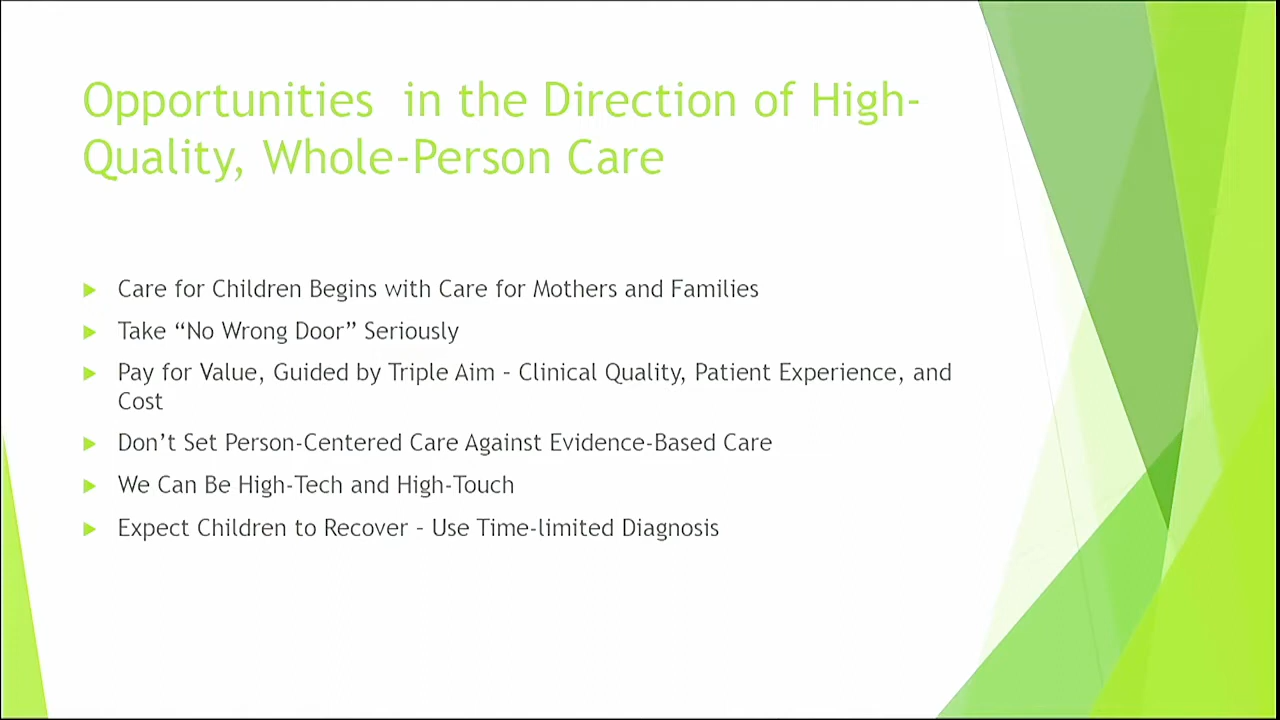 Opportunities  in the Direction of High-
Quality, Whole-Person Care
Care for Children Begins with Care for Mothers and Families
Take “No Wrong Door” Seriously
Pay for Value, Guided by Triple Aim – Clinical Quality, Patient Experience, and
Cost
Don’t Set Person-Centered Care Against Evidence-Based Care
We Can Be High-Tech and High-Touch
Expect Children to Recover – Use Time-limited Diagnosis